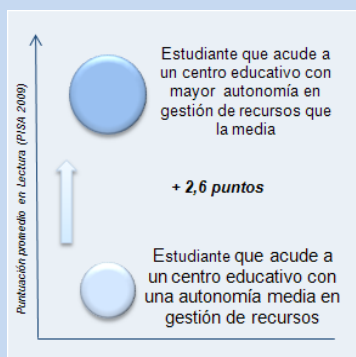 Puntuación promedio en Lectura (PISA 2009)
Estudiante que acude a
un centro educativo con
mayor autonomía en
gestión de recursos que
la media
+ 2,6 puntos
Estudiante que acude a
un centro educativo con
una autonomía media en
gestión de recursos